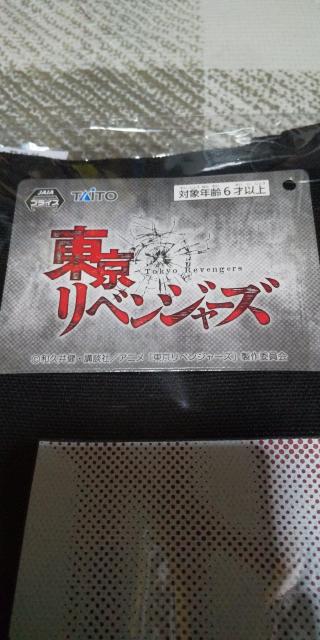 JAIA
プライズ
TAITO
対象年齢6才以上
東京
Tokyo Revengers
リベンジャーズ
©和久井健・講談社/アニメ「東京リベンジャーズ」製作委員会